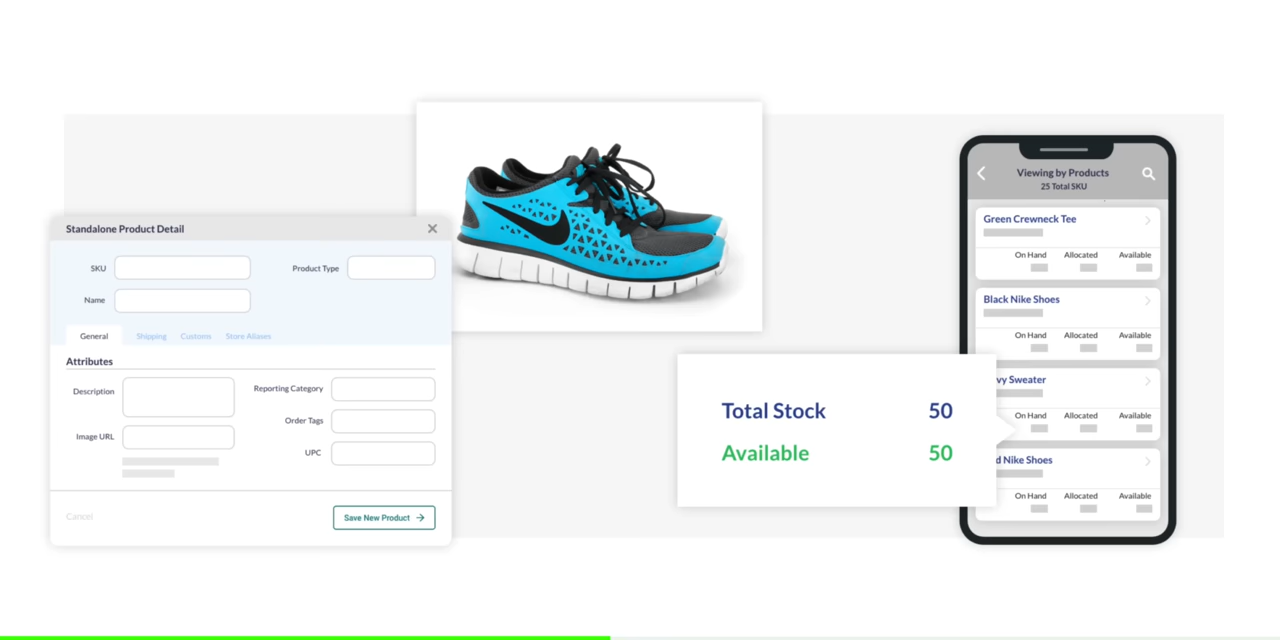 Standalone Product Detail
SKU
Product Type
Name
General Shipping Customs Store Aliases
Attributes
Description
Reporting Category
Order Tags
Image URL
UPC
Cancel
Save New Product
Total Stock 50
Available 50
Viewing by Products
25 Total SKU
Green Crewneck Tee
On Hand Allocated Available
Black Nike Shoes
On Hand Allocated Available
vy Sweater
On Hand Allocated Available
d Nike Shoes
On Hand Allocated Available